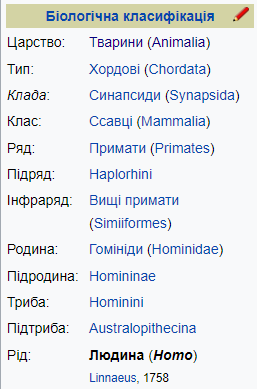 Біологічна класифікація
Царство: Тварини (Animalia)
Тип: Хордові (Chordata)
Клада: Синапсиди (Synapsida)
Клас: Ссавці (Mammalia)
Ряд: Примати (Primates)
Підряд: Haplorhini
Інфраряд: Вищі примати
(Simiiformes)
Родина: Гомініди (Hominidae)
Підродина: Homininae
Триба: Hominini
Підтриба: Australopithecina
Рід: Людина (Homo)
Linnaeus, 1758